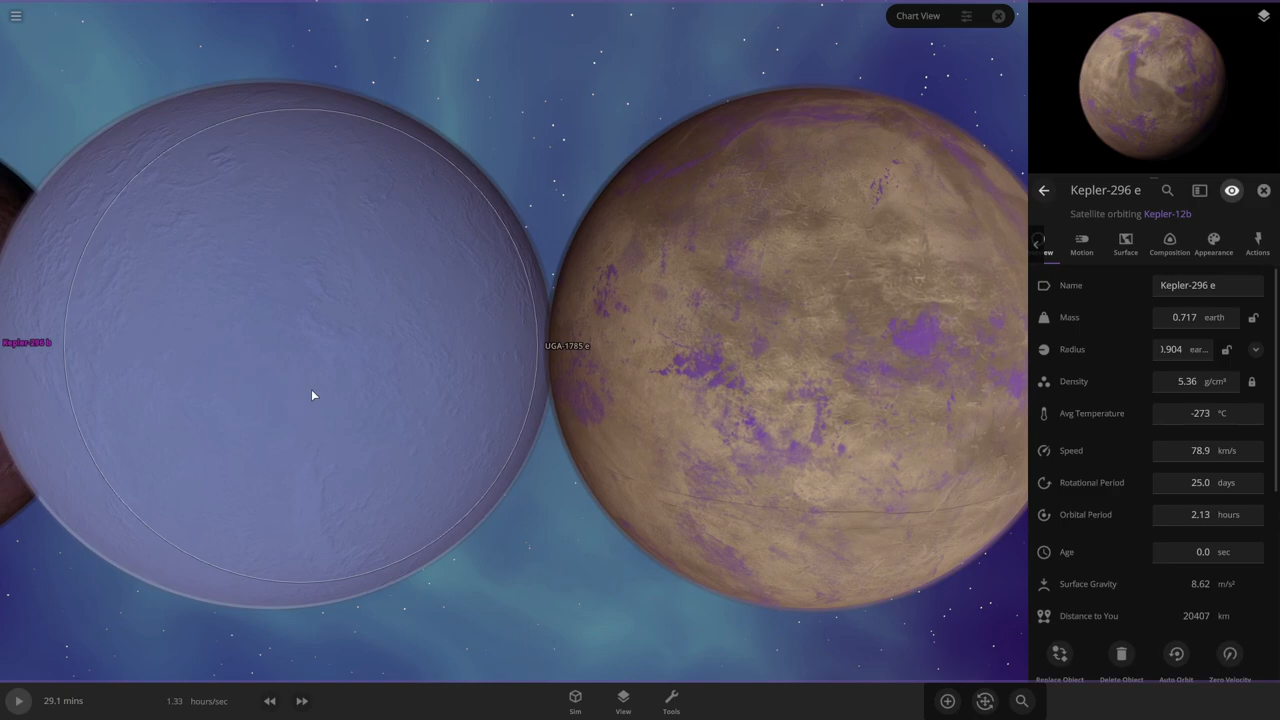 Chart View
Kepler-296 b
UGA-1785 e
Kepler-296 e
Satellite orbiting Kepler-12b
Motion
Surface
Composition
Appearance
Actions
Name
Kepler-296 e
Mass
0.717 earth
Radius
.904 ear...
Density
5.36 g/cm³
Avg Temperature
-273 °C
Speed
78.9 km/s
Rotational Period
25.0 days
Orbital Period
2.13 hours
Age
0.0 sec
Surface Gravity
8.62 m/s²
Distance to You
20407 km
Replace Object
Delete Object
Auto Orbit
Zero Velocity
29.1 mins
1.33 hours/sec
Sim
View
Tools